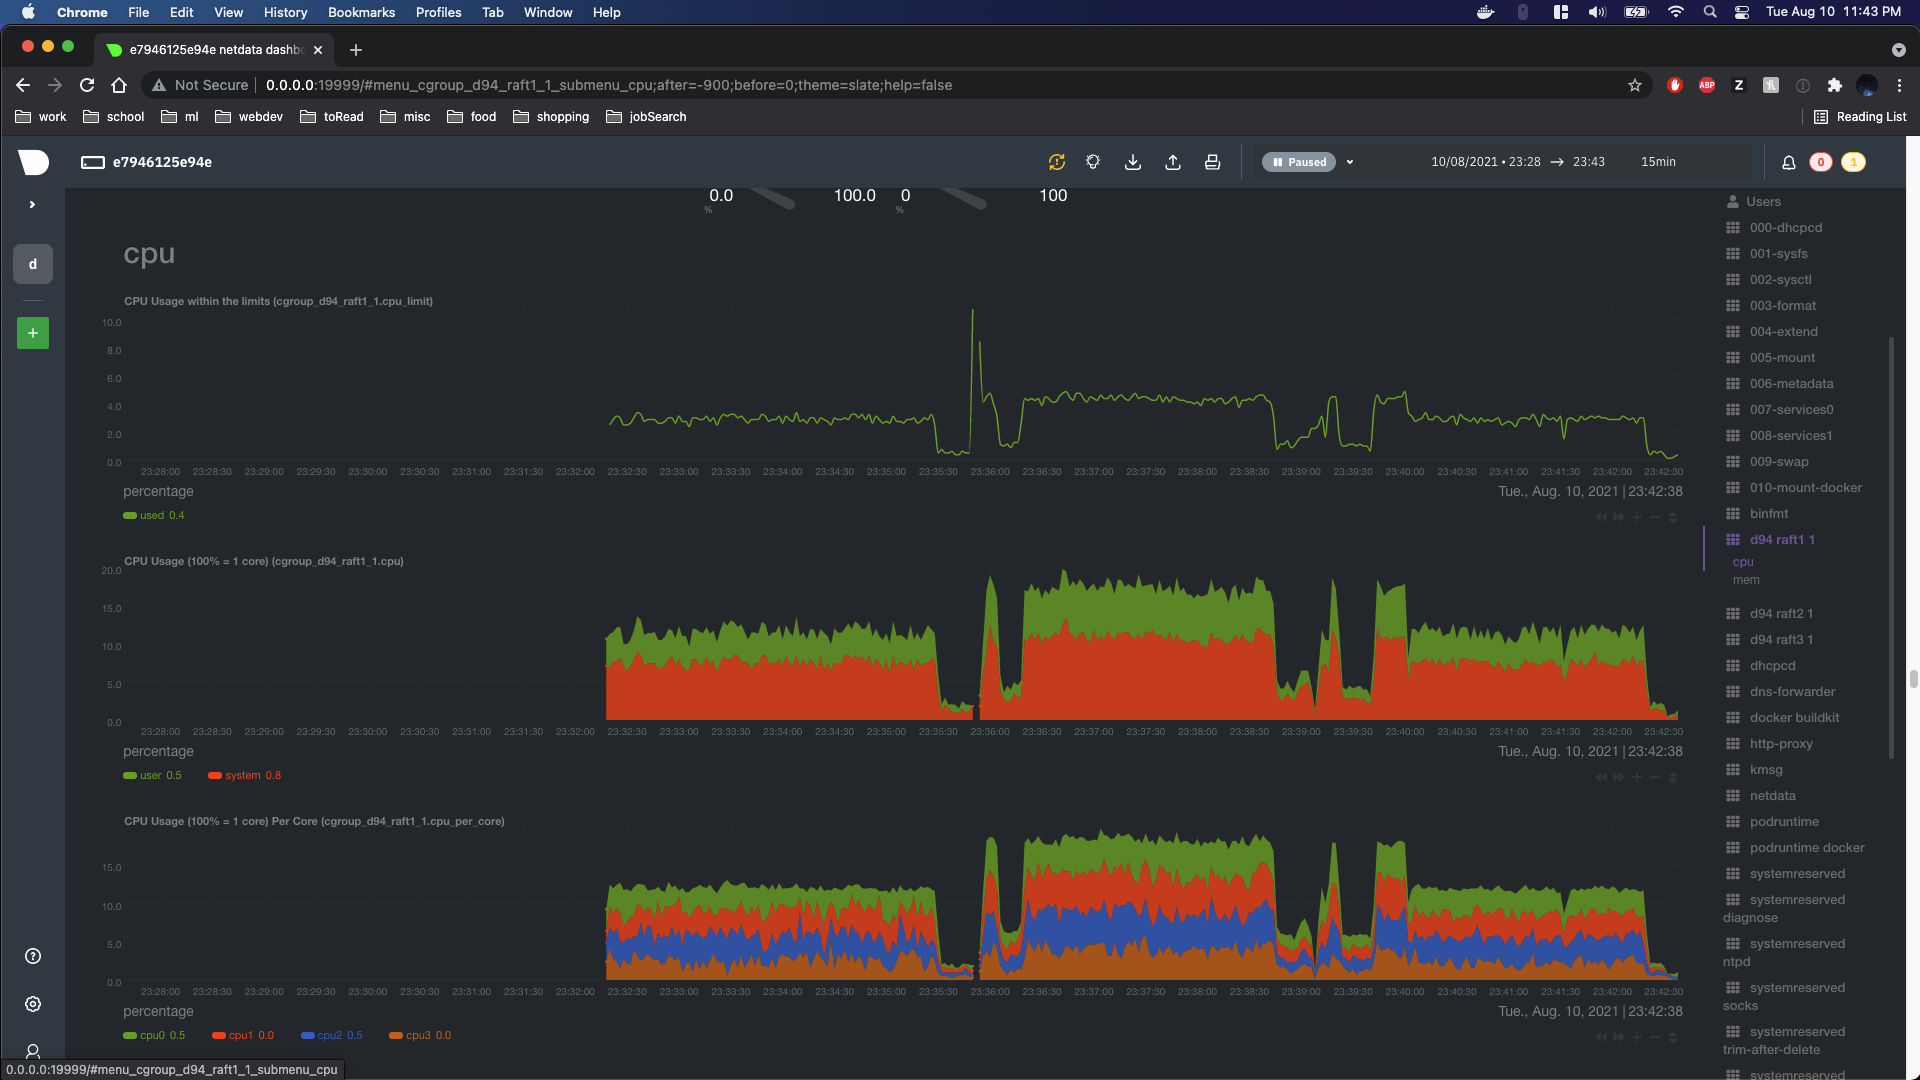 Chrome File Edit View History Bookmarks Profiles Tab Window Help Tue Aug 10 11:43 PM
e7946125e94e netdata dashbo
Not Secure 0.0.0.0:19999/#menu_cgroup_d94_raft1_1_submenu_cpu;after=-900;before=0;theme=slate;help=false ABP Z
work school ml webdev toRead misc food shopping jobSearch Reading List
e7946125e94e Paused 10/08/2021 • 23:28 → 23:43 15min 0 1
d
+
0.0 100.0 0 100
% %
cpu
CPU Usage within the limits (cgroup_d94_raft1_1.cpu_limit)
10.0
8.0
6.0
4.0
2.0
0.0
23:28:00 23:28:30 23:29:00 23:29:30 23:30:00 23:30:30 23:31:00 23:31:30 23:32:00 23:32:30 23:33:00 23:33:30 23:34:00 23:34:30 23:35:00 23:35:30 23:36:00 23:36:30 23:37:00 23:37:30 23:38:00 23:38:30 23:39:00 23:39:30 23:40:00 23:40:30 23:41:00 23:41:30 23:42:00 23:42:30
percentage Tue., Aug. 10, 2021 | 23:42:38
used 0.4
CPU Usage (100% = 1 core) (cgroup_d94_raft1_1.cpu)
20.0
15.0
10.0
5.0
0.0
23:28:00 23:28:30 23:29:00 23:29:30 23:30:00 23:30:30 23:31:00 23:31:30 23:32:00 23:32:30 23:33:00 23:33:30 23:34:00 23:34:30 23:35:00 23:35:30 23:36:00 23:36:30 23:37:00 23:37:30 23:38:00 23:38:30 23:39:00 23:39:30 23:40:00 23:40:30 23:41:00 23:41:30 23:42:00 23:42:30
percentage Tue., Aug. 10, 2021 | 23:42:38
user 0.5 system 0.8
CPU Usage (100% = 1 core) Per Core (cgroup_d94_raft1_1.cpu_per_core)
15.0
10.0
5.0
0.0
23:28:00 23:28:30 23:29:00 23:29:30 23:30:00 23:30:30 23:31:00 23:31:30 23:32:00 23:32:30 23:33:00 23:33:30 23:34:00 23:34:30 23:35:00 23:35:30 23:36:00 23:36:30 23:37:00 23:37:30 23:38:00 23:38:30 23:39:00 23:39:30 23:40:00 23:40:30 23:41:00 23:41:30 23:42:00 23:42:30
percentage Tue., Aug. 10, 2021 | 23:42:38
cpu0 0.5 cpu1 0.0 cpu2 0.5 cpu3 0.0
Users
000-dhcpcd
001-sysfs
002-sysctl
003-format
004-extend
005-mount
006-metadata
007-services0
008-services1
009-swap
010-mount-docker
binfmt
d94 raft1 1
cpu
mem
d94 raft2 1
d94 raft3 1
dhcpcd
dns-forwarder
docker buildkit
http-proxy
kmsg
netdata
podruntime
podruntime docker
systemreserved
systemreserved
diagnose
systemreserved
ntpd
systemreserved
socks
systemreserved
trim-after-delete
systemreserved
0.0.0.0:19999/#menu_cgroup_d94_raft1_1_submenu_cpu